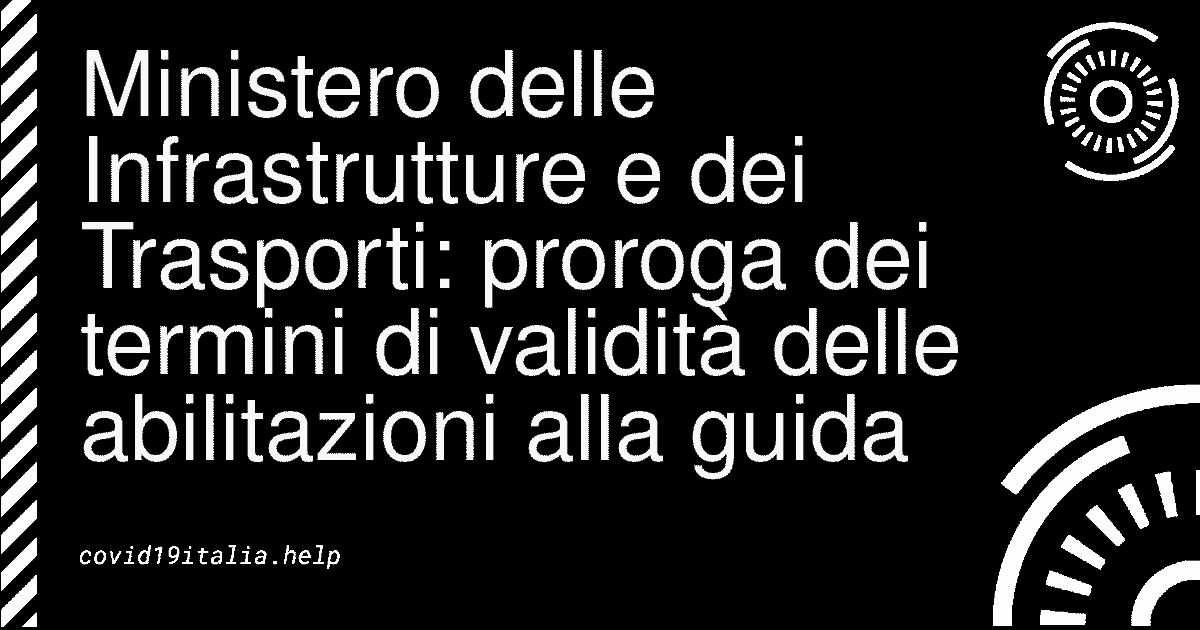 Ministero delle
Infrastrutture e dei
Trasporti: proroga dei
termini di validità delle
abilitazioni alla guida
covid19italia.help